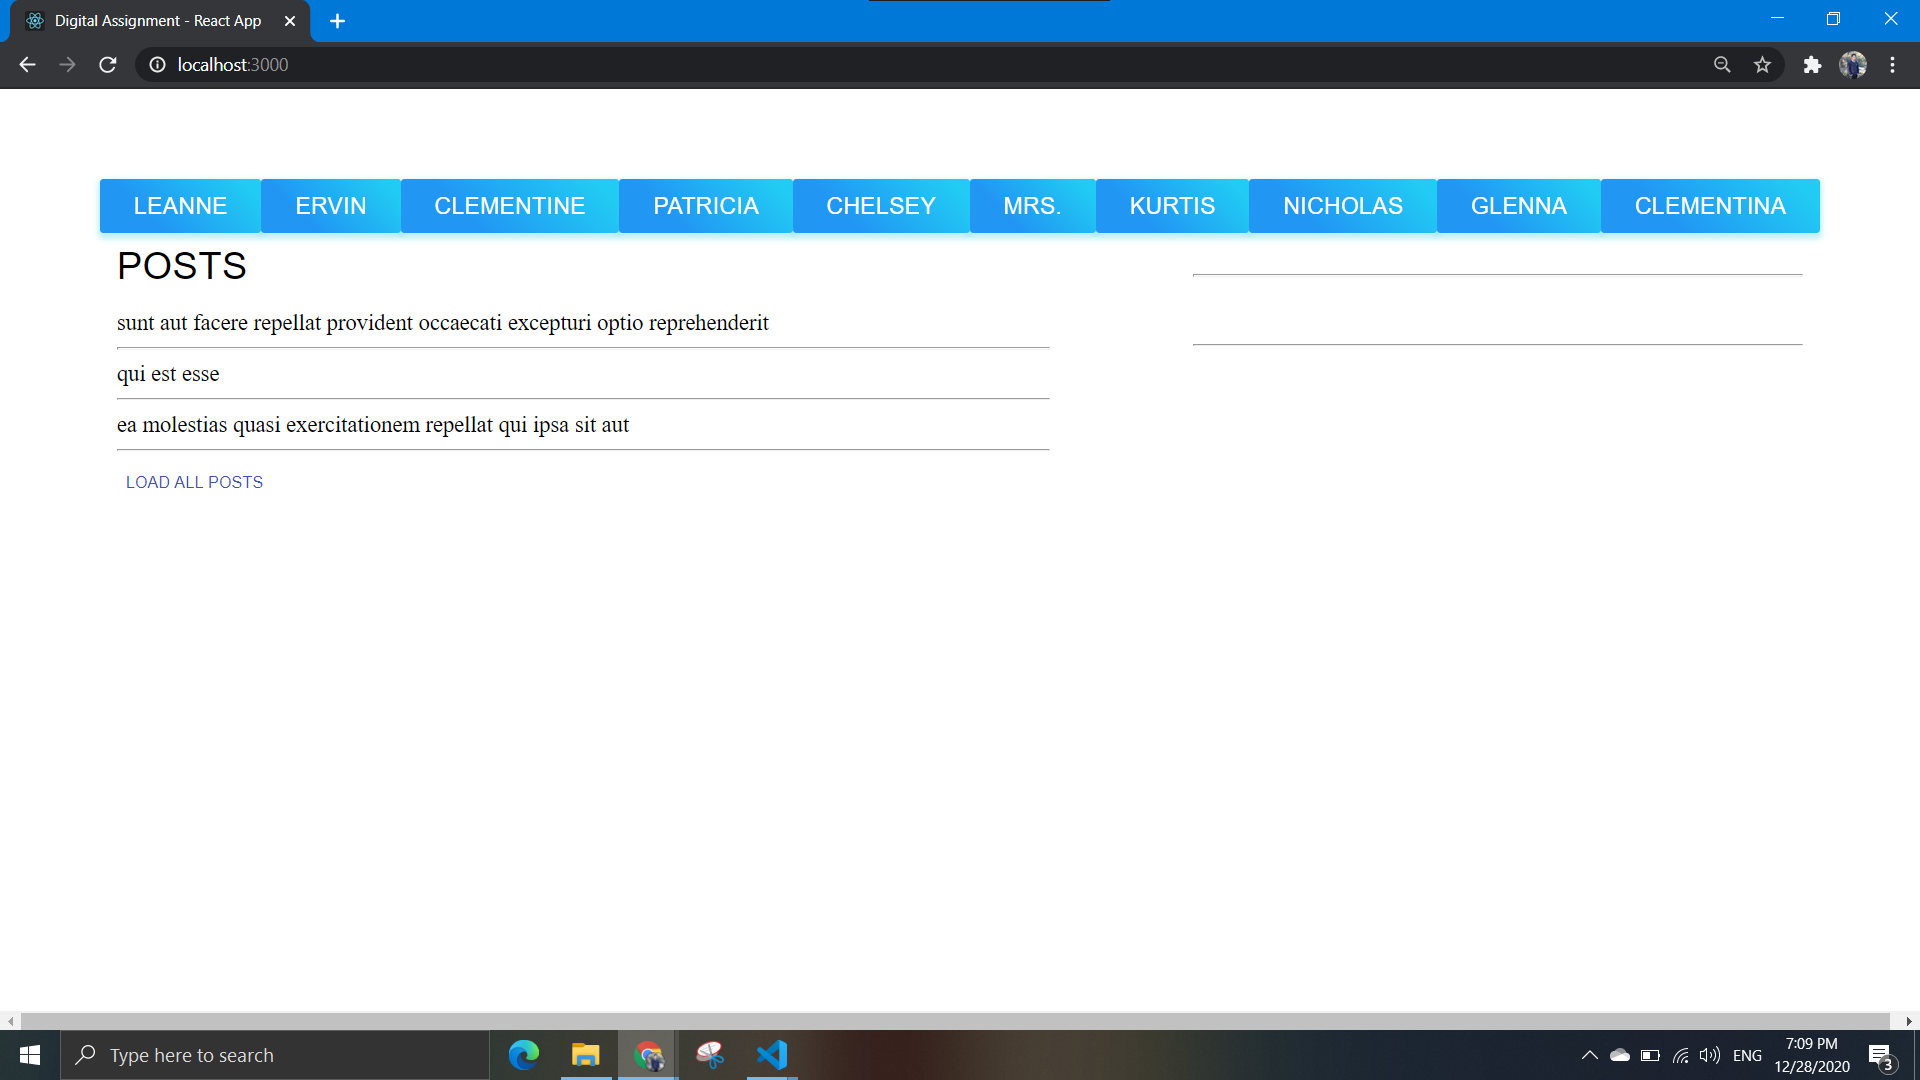 Digital Assignment - React App
localhost:3000
LEANNE ERVIN CLEMENTINE PATRICIA CHELSEY MRS. KURTIS NICHOLAS GLENNA CLEMENTINA
POSTS
sunt aut facere repellat provident occaecati excepturi optio reprehenderit
qui est esse
ea molestias quasi exercitationem repellat qui ipsa sit aut
LOAD ALL POSTS
Type here to search
ENG
7:09 PM
12/28/2020
3